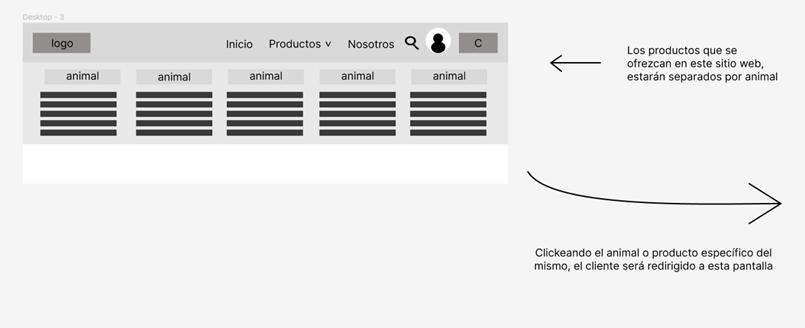 Desktop - 3
logo
Inicio Productos v Nosotros C
animal animal animal animal animal
Los productos que se
ofrezcan en este sitio web,
estarán separados por animal
Clickeando el animal o producto específico del
mismo, el cliente será redirigido a esta pantalla